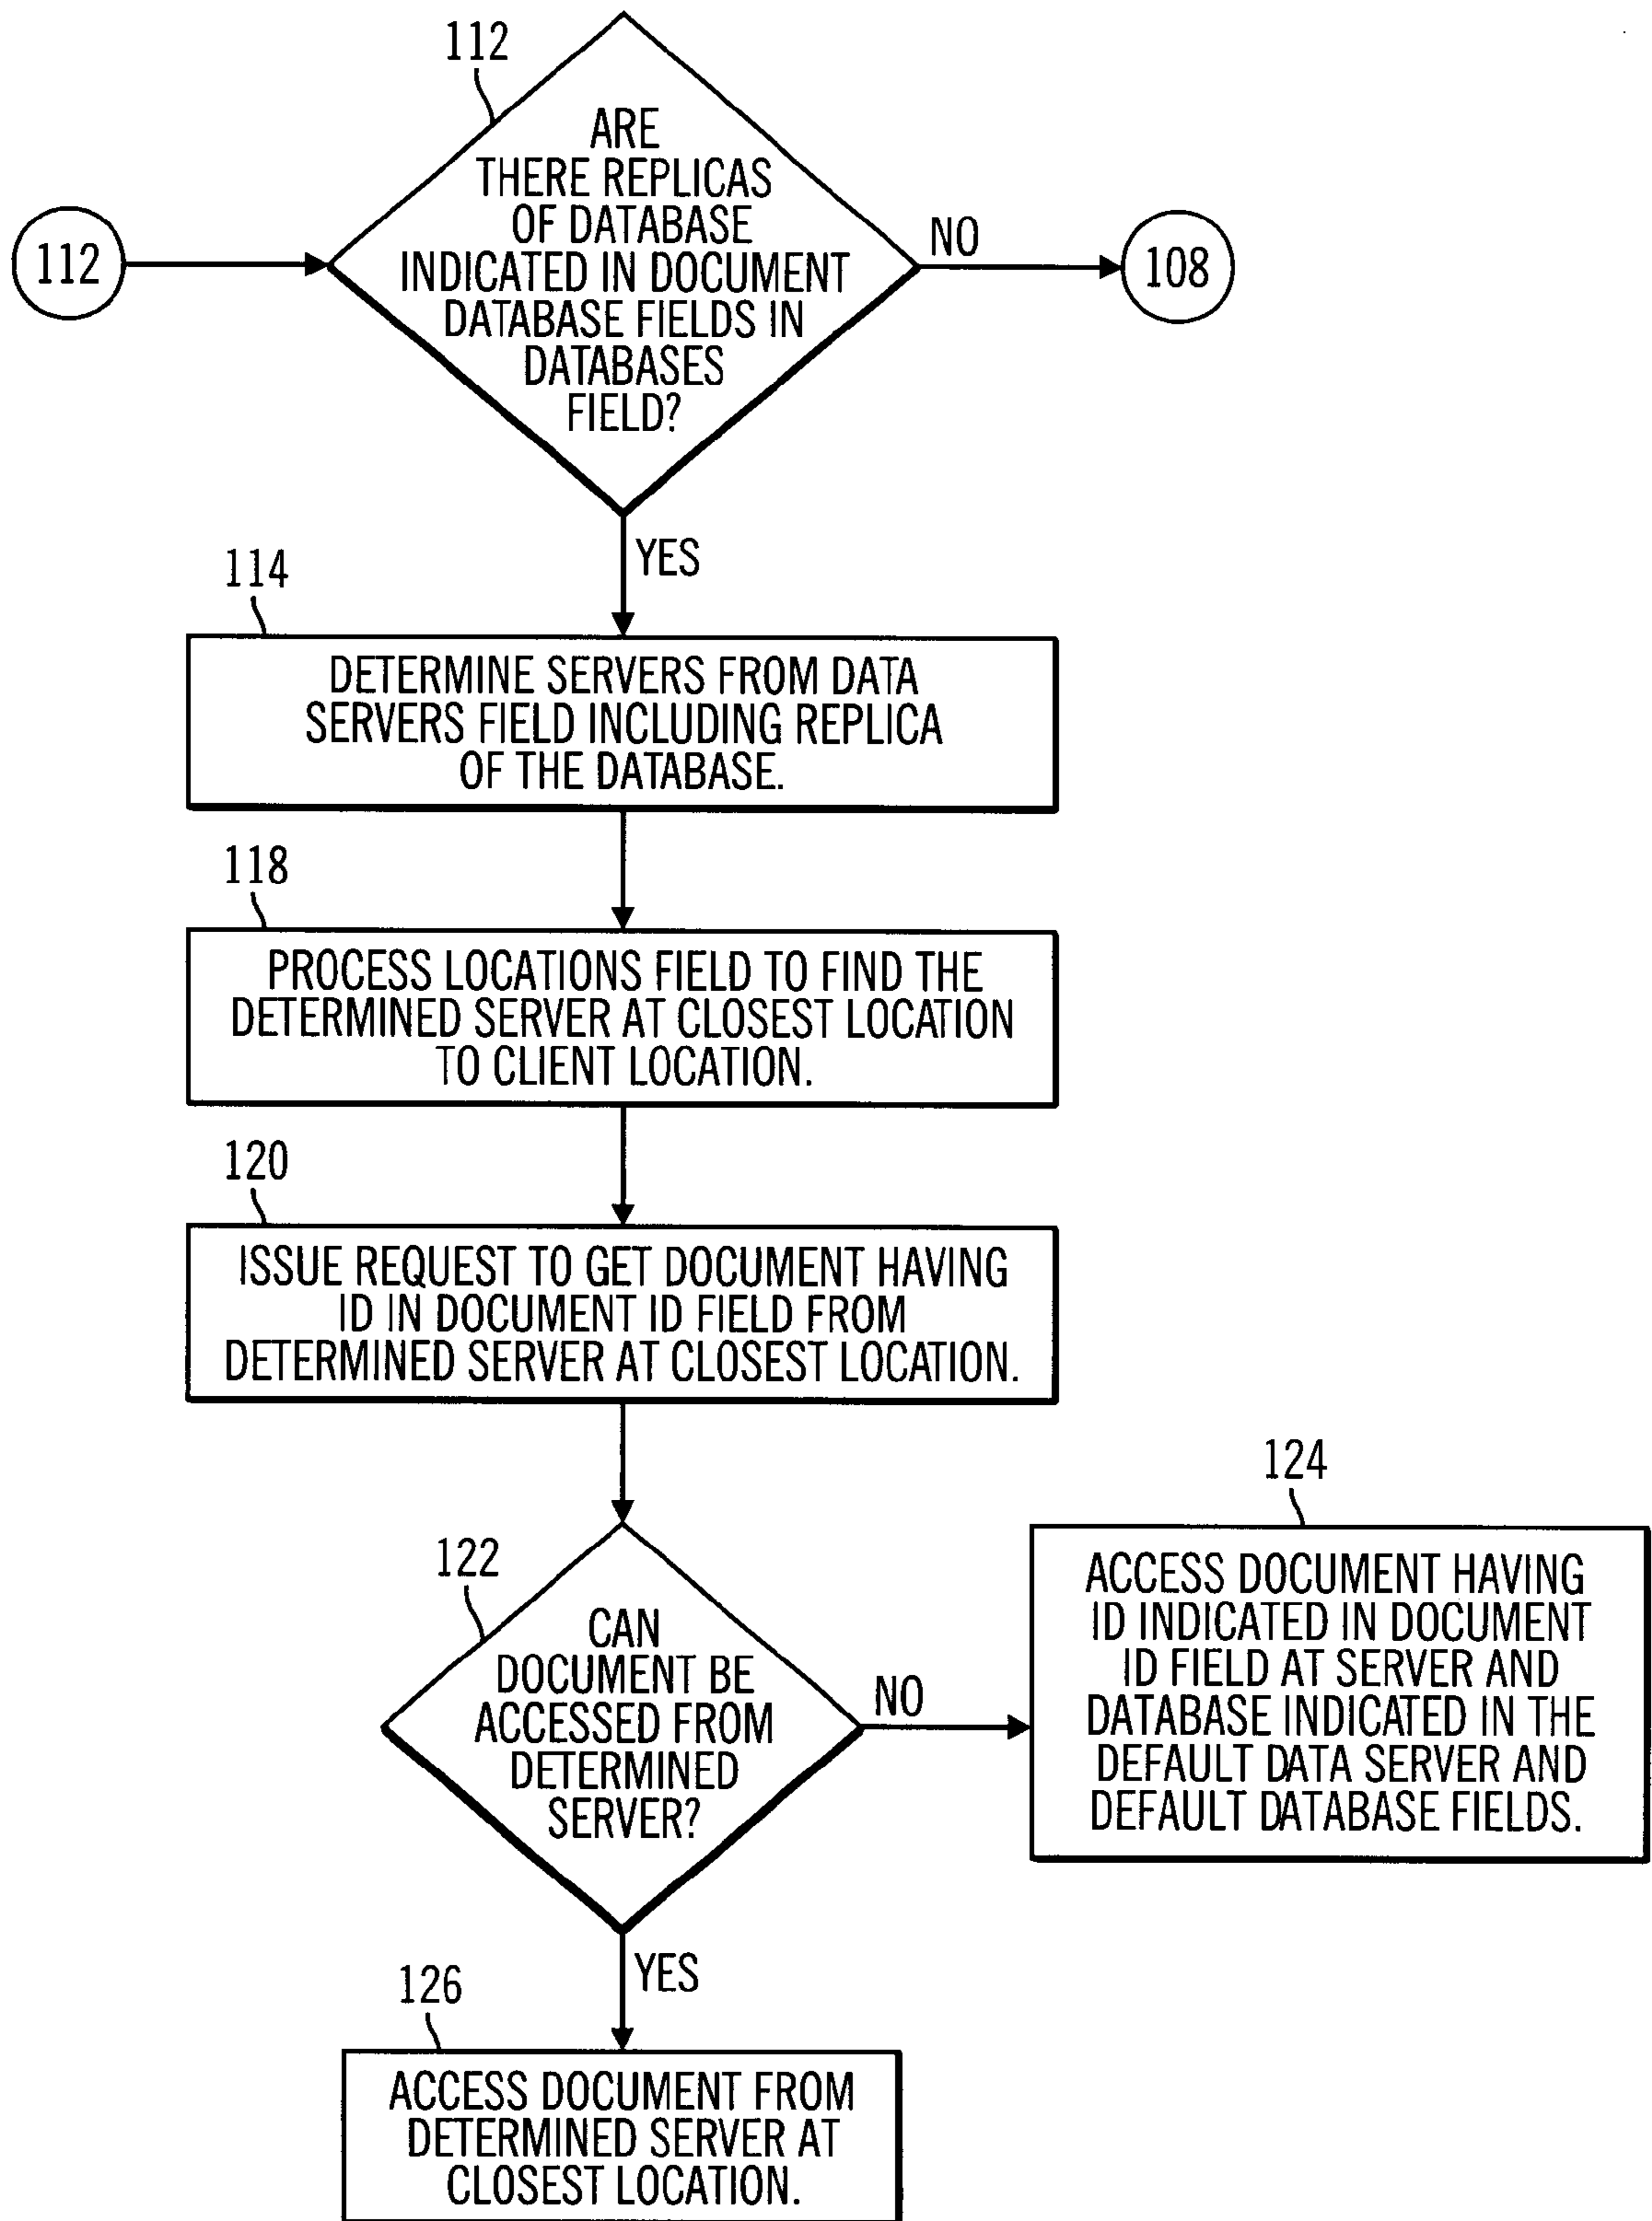 112
ARE
THERE REPLICAS
OF DATABASE
INDICATED IN DOCUMENT
DATABASE FIELDS IN
DATABASES
FIELD?
112
NO
108
YES
114
DETERMINE SERVERS FROM DATA
SERVERS FIELD INCLUDING REPLICA
OF THE DATABASE.
118
PROCESS LOCATIONS FIELD TO FIND THE
DETERMINED SERVER AT CLOSEST LOCATION
TO CLIENT LOCATION.
120
ISSUE REQUEST TO GET DOCUMENT HAVING
ID IN DOCUMENT ID FIELD FROM
DETERMINED SERVER AT CLOSEST LOCATION.
122
CAN
DOCUMENT BE
ACCESSED FROM
DETERMINED
SERVER?
NO
124
ACCESS DOCUMENT HAVING
ID INDICATED IN DOCUMENT
ID FIELD AT SERVER AND
DATABASE INDICATED IN THE
DEFAULT DATA SERVER AND
DEFAULT DATABASE FIELDS.
YES
126
ACCESS DOCUMENT FROM
DETERMINED SERVER AT
CLOSEST LOCATION.